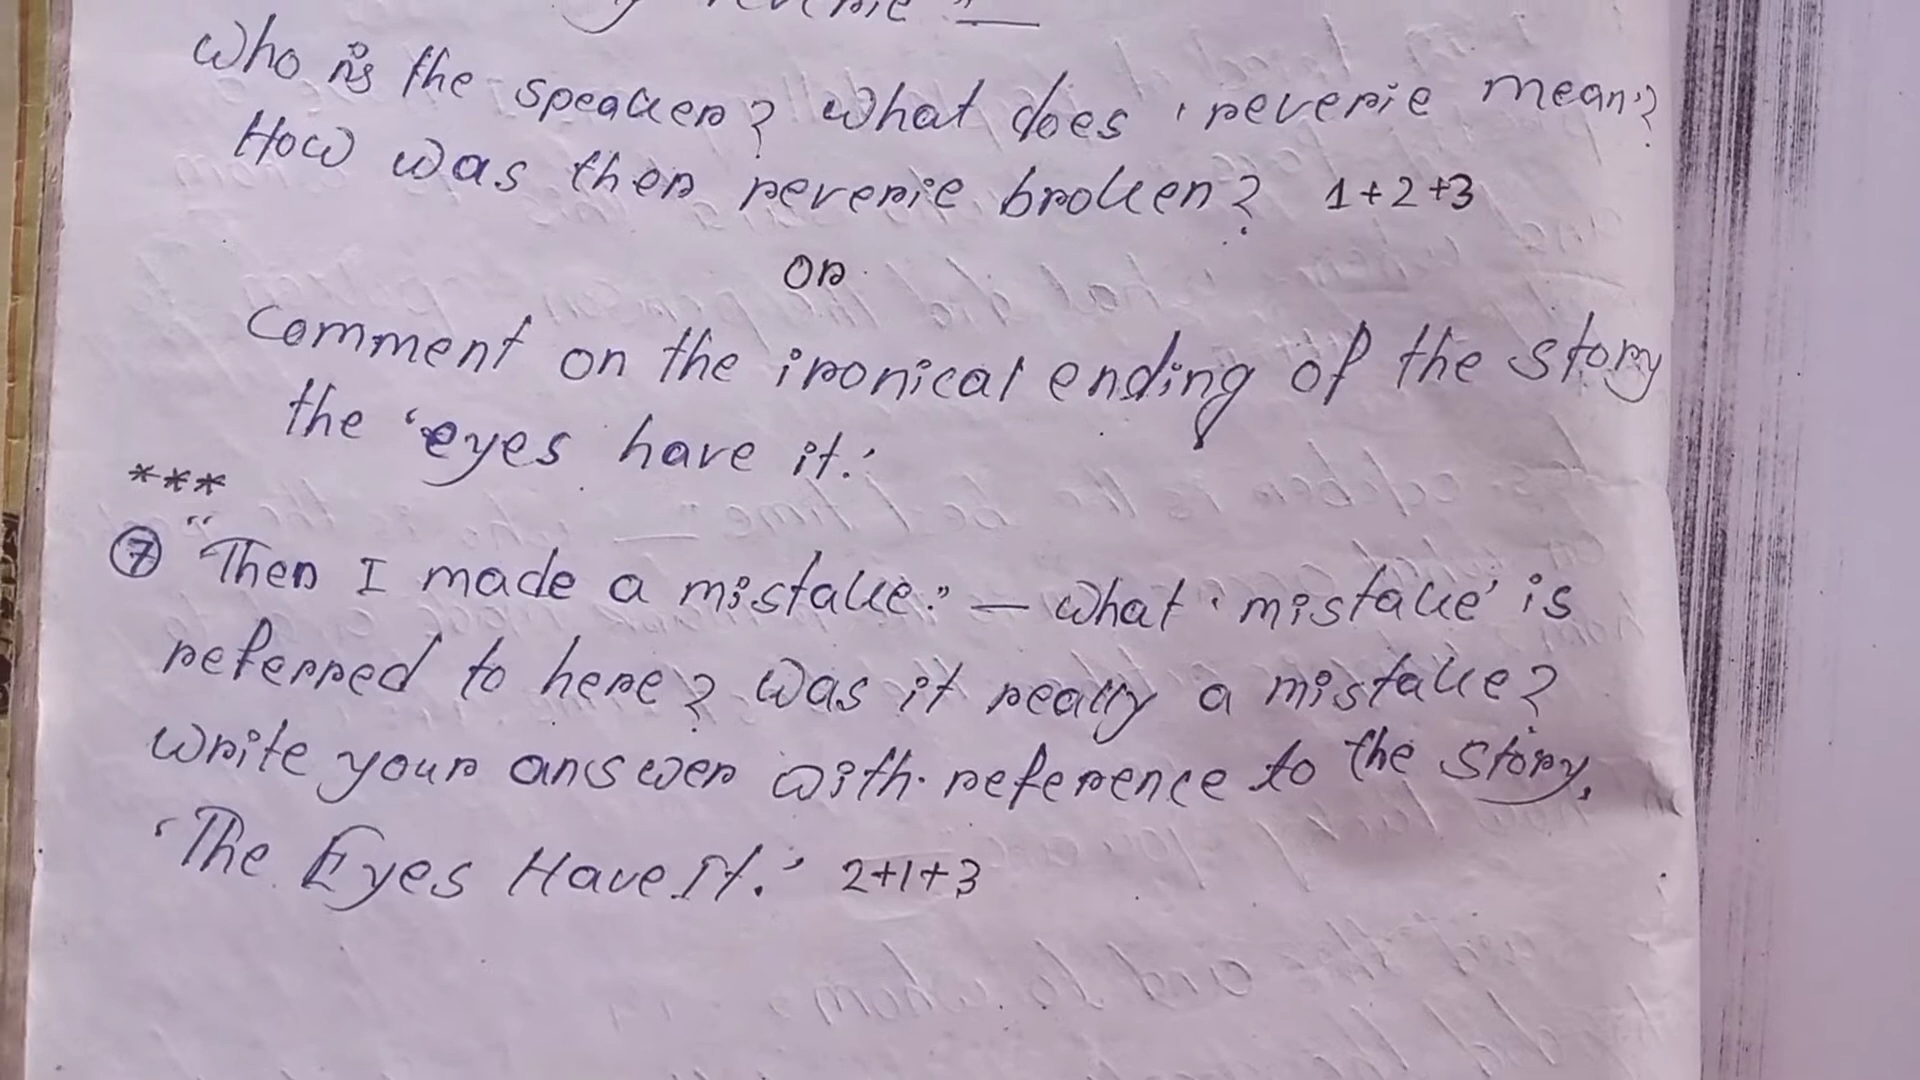 reverie" —
Who is the speaker? What does 'reverie mean'?
How was then reverie broken? 1+2+3
OR
Comment on the ironical ending of the story
the 'eyes have it.'
***
⑦ "Then I made a mistake." — What 'mistake' is
referred to here? Was it really a mistake?
Write your answer with reference to the story,
'The Eyes Have It.' 2+1+3